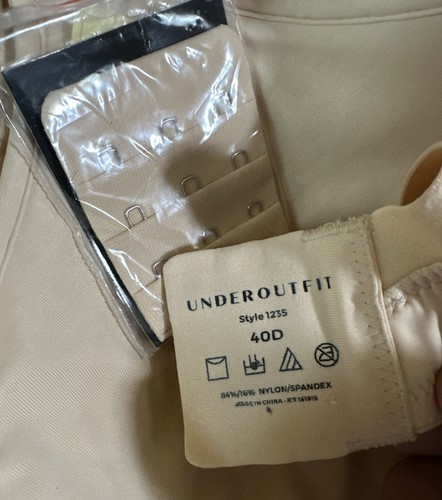 UNDEROUTFIT
Style 1235
40D
84%/16% NYLON/SPANDEX
MADE IN CHINA